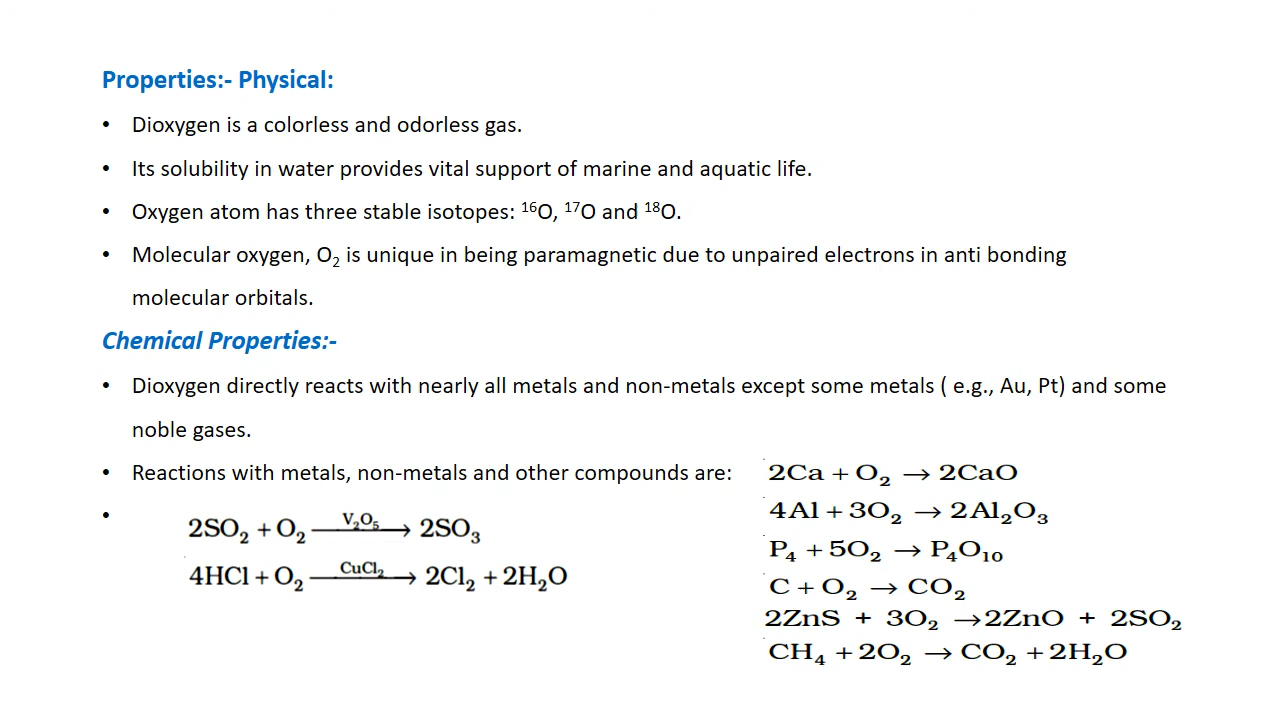 Properties:- Physical:
• Dioxygen is a colorless and odorless gas.
• Its solubility in water provides vital support of marine and aquatic life.
• Oxygen atom has three stable isotopes: ¹⁶O, ¹⁷O and ¹⁸O.
• Molecular oxygen, O₂ is unique in being paramagnetic due to unpaired electrons in anti bonding
molecular orbitals.
Chemical Properties:-
• Dioxygen directly reacts with nearly all metals and non-metals except some metals ( e.g., Au, Pt) and some
noble gases.
• Reactions with metals, non-metals and other compounds are:
•
2SO₂ + O₂ —V₂O₅→ 2SO₃
4HCl + O₂ —CuCl₂→ 2Cl₂ + 2H₂O
2Ca + O₂ → 2CaO
4Al + 3O₂ → 2Al₂O₃
P₄ + 5O₂ → P₄O₁₀
C + O₂ → CO₂
2ZnS + 3O₂ →2ZnO + 2SO₂
CH₄ + 2O₂ → CO₂ + 2H₂O